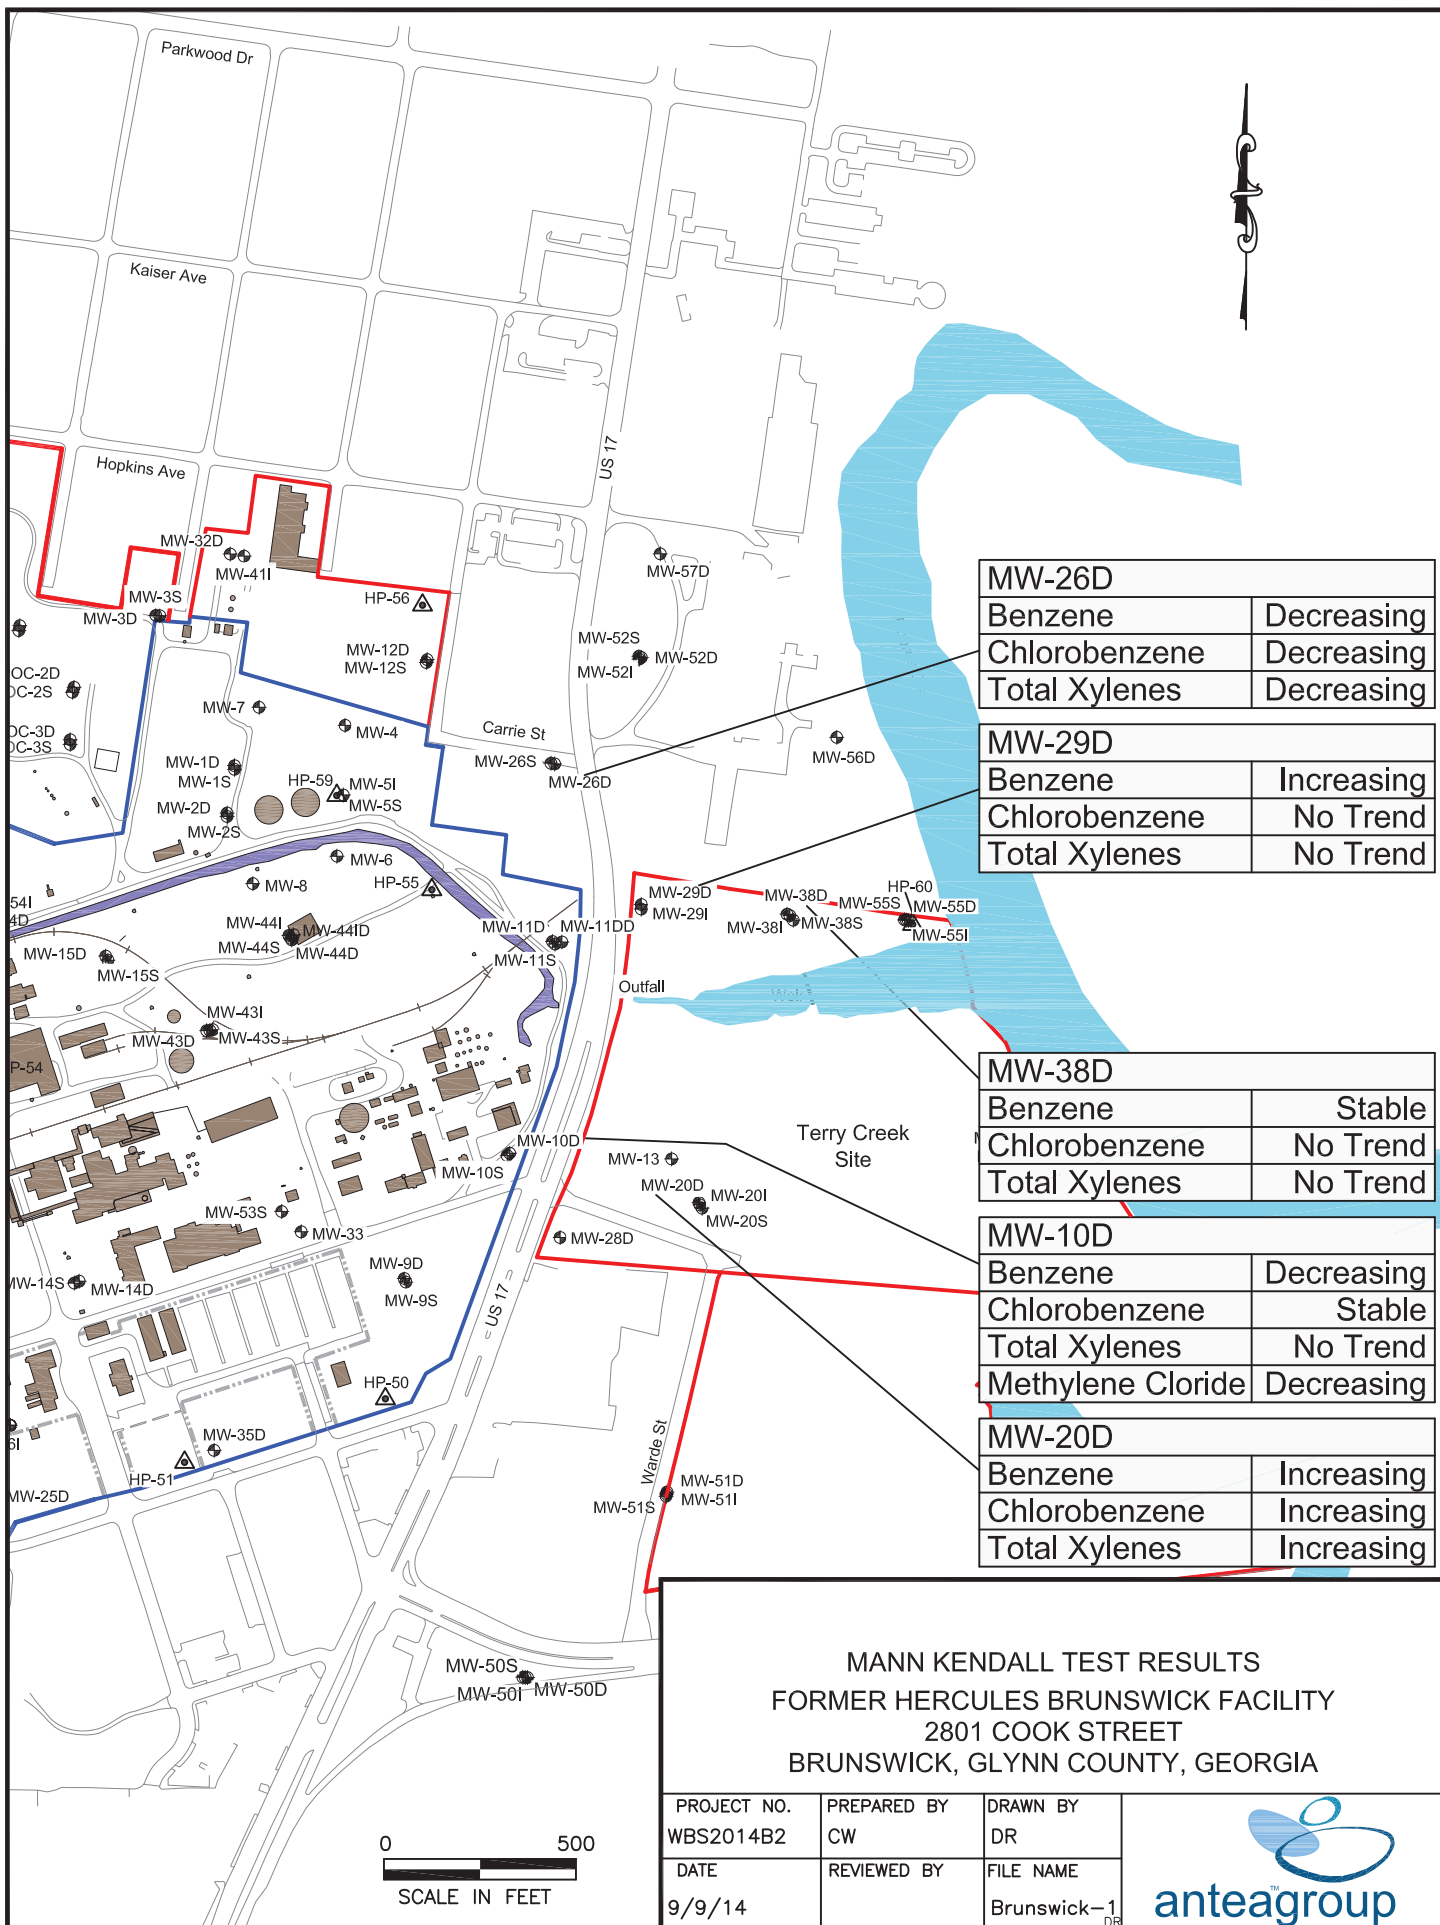 Parkwood Dr
Kaiser Ave
Hopkins Ave
US 17
MW-32D
MW-41I
MW-3S
MW-3D
HP-56
MW-12D
MW-12S
MW-57D
MW-52S
MW-52D
MW-52I
OC-2D
OC-2S
OC-3D
OC-3S
MW-7
MW-4
Carrie St
MW-1D
MW-1S
HP-59
MW-5I
MW-5S
MW-26S
MW-26D
MW-56D
MW-2D
MW-2S
MW-6
MW-8
HP-55
MW-29D
MW-29I
MW-38D
MW-38I
MW-38S
HP-60
MW-55S
MW-55D
MW-55I
54I
4D
MW-44I
MW-44ID
MW-44S
MW-44D
MW-11D
MW-11DD
MW-11S
MW-15D
MW-15S
Outfall
Weir
MW-43I
MW-43D
MW-43S
P-54
MW-10D
MW-10S
Terry Creek
Site
MW-13
MW-20D
MW-20I
MW-20S
MW-53S
MW-33
MW-28D
MW-9D
MW-9S
MW-14S
MW-14D
US 17
HP-50
MW-35D
HP-51
6I
MW-25D
Warde St
MW-51D
MW-51S
MW-51I
MW-50S
MW-50I
MW-50D
MW-26D
Benzene Decreasing
Chlorobenzene Decreasing
Total Xylenes Decreasing
MW-29D
Benzene Increasing
Chlorobenzene No Trend
Total Xylenes No Trend
MW-38D
Benzene Stable
Chlorobenzene No Trend
Total Xylenes No Trend
MW-10D
Benzene Decreasing
Chlorobenzene Stable
Total Xylenes No Trend
Methylene Cloride Decreasing
MW-20D
Benzene Increasing
Chlorobenzene Increasing
Total Xylenes Increasing
0 500
SCALE IN FEET
MANN KENDALL TEST RESULTS
FORMER HERCULES BRUNSWICK FACILITY
2801 COOK STREET
BRUNSWICK, GLYNN COUNTY, GEORGIA
PROJECT NO. PREPARED BY DRAWN BY
WBS2014B2 CW DR
DATE REVIEWED BY FILE NAME
9/9/14 Brunswick-1
DR
anteagroup™